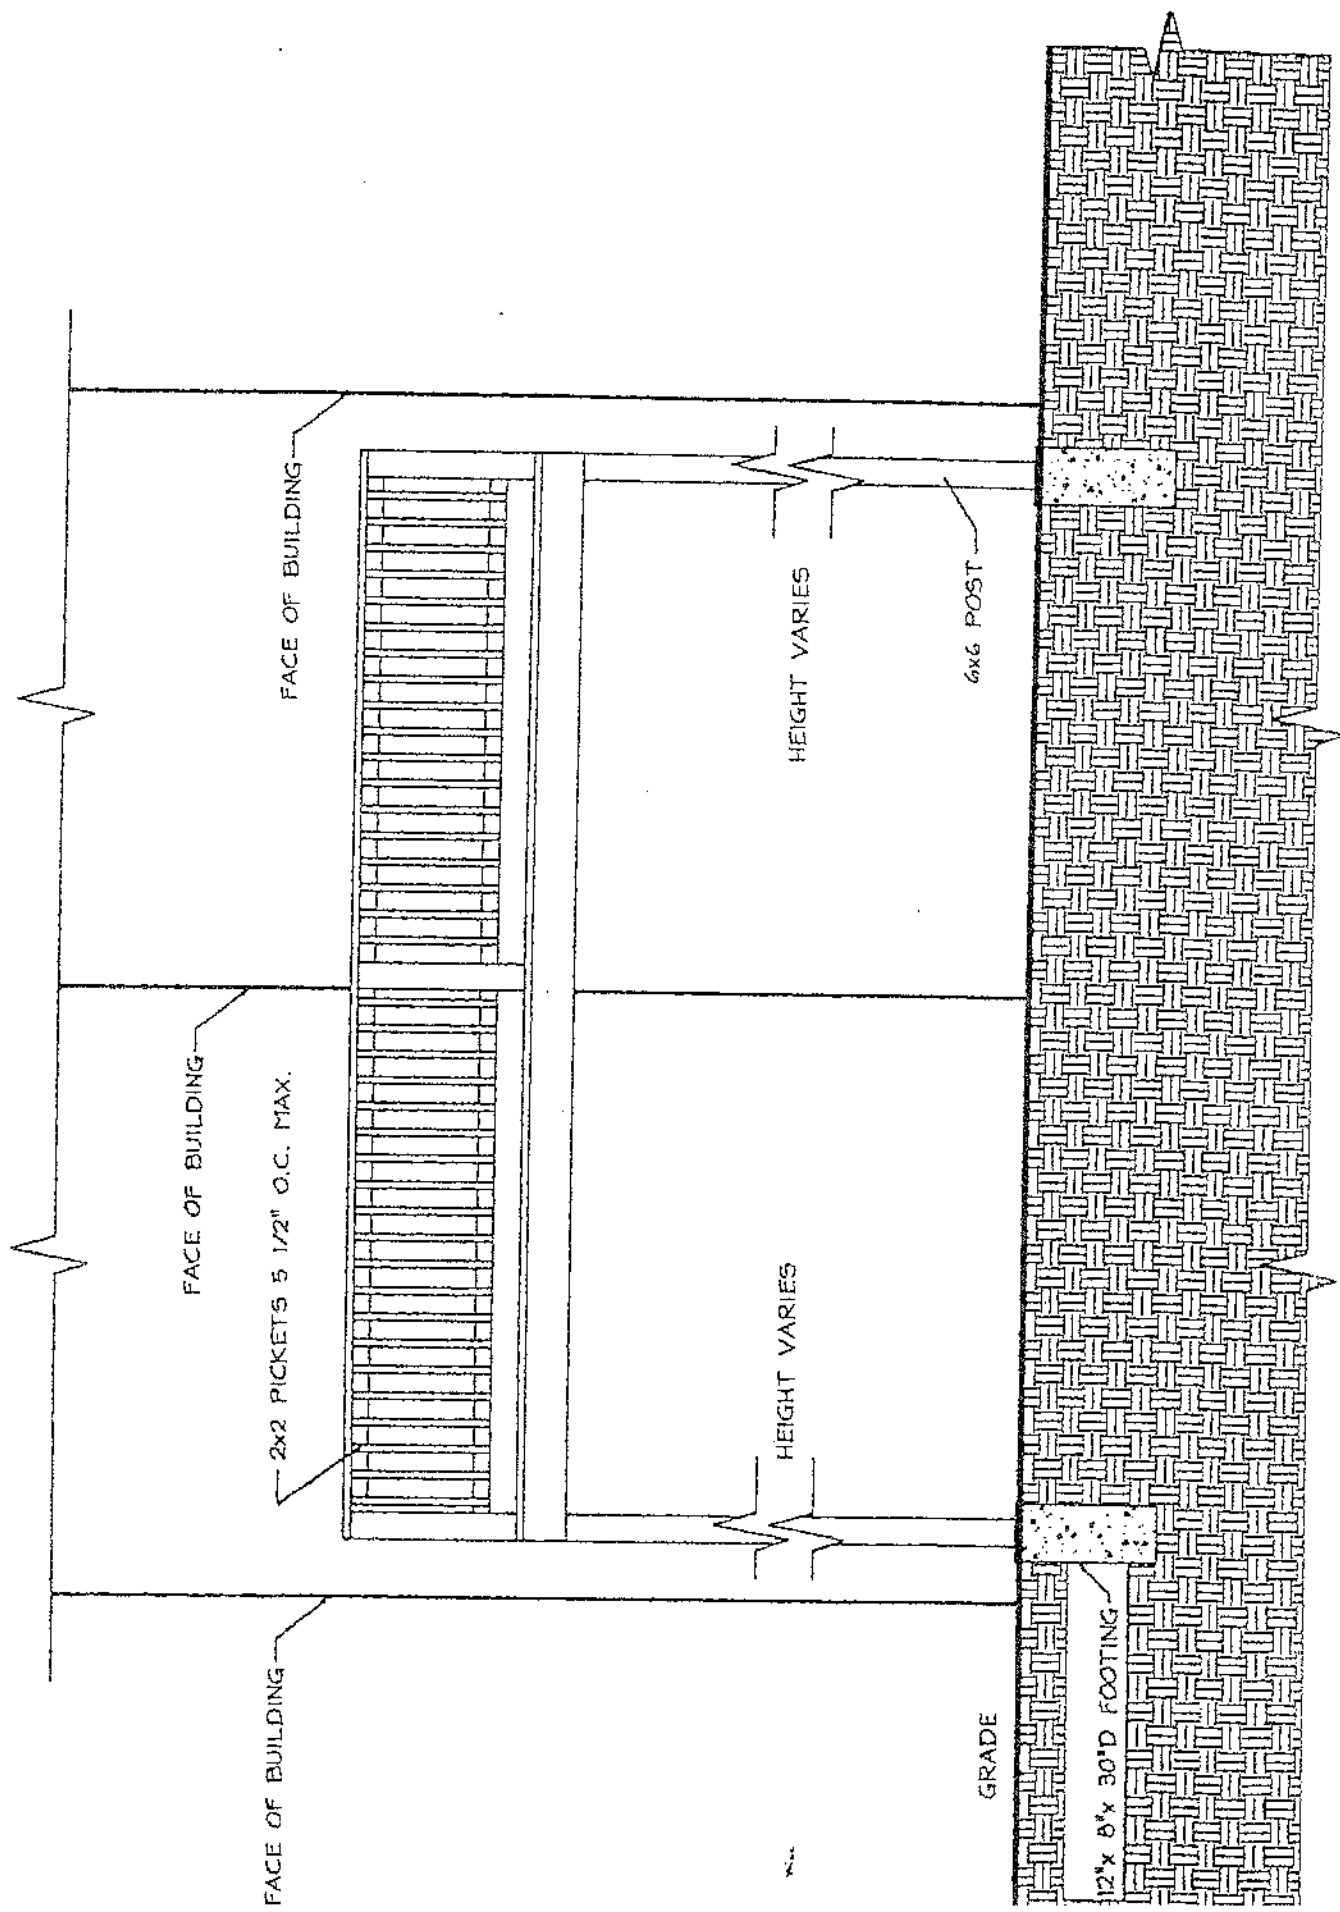 FACE OF BUILDING
FACE OF BUILDING
FACE OF BUILDING
2x2 PICKETS 5 1/2" O.C. MAX.
HEIGHT VARIES
HEIGHT VARIES
6x6 POST
GRADE
12"x 8"x 30"D FOOTING